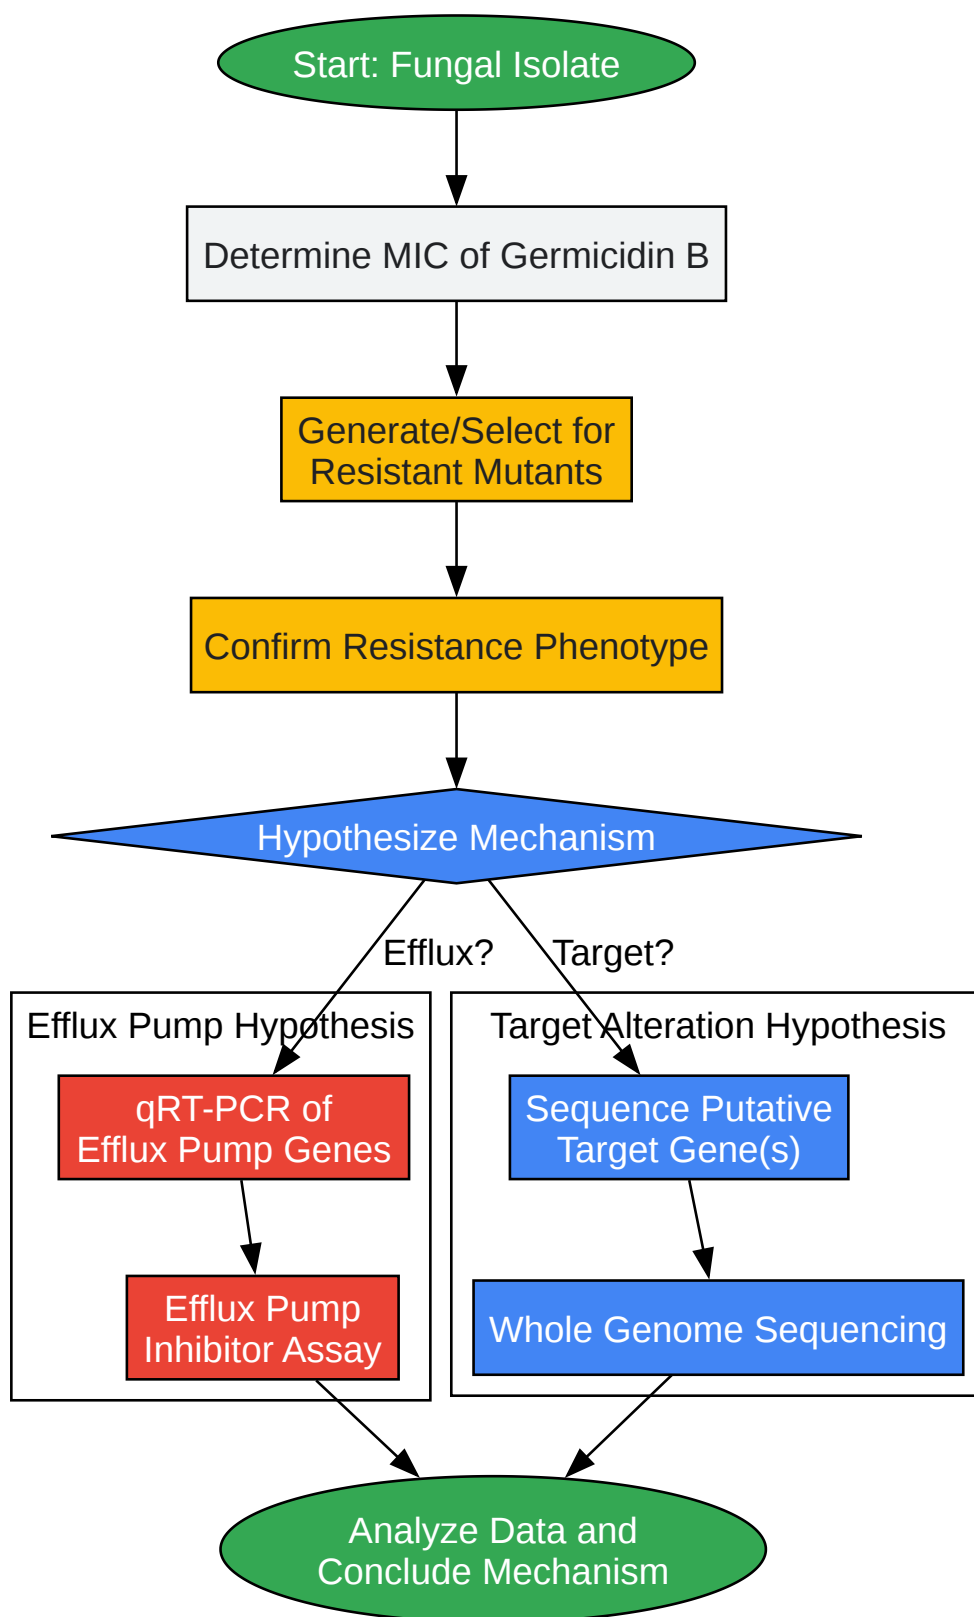 Start: Fungal Isolate
Determine MIC of Germicidin B
Generate/Select for
Resistant Mutants
Confirm Resistance Phenotype
Hypothesize Mechanism
Efflux?
Target?
Efflux Pump Hypothesis
qRT-PCR of
Efflux Pump Genes
Efflux Pump
Inhibitor Assay
Target Alteration Hypothesis
Sequence Putative
Target Gene(s)
Whole Genome Sequencing
Analyze Data and
Conclude Mechanism